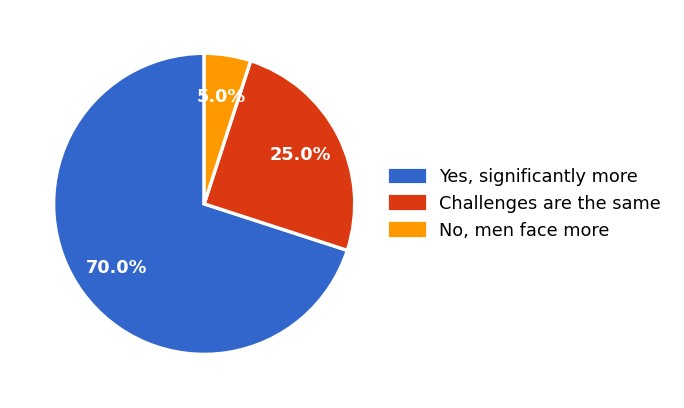 5.0%
25.0%
70.0%
Yes, significantly more
Challenges are the same
No, men face more